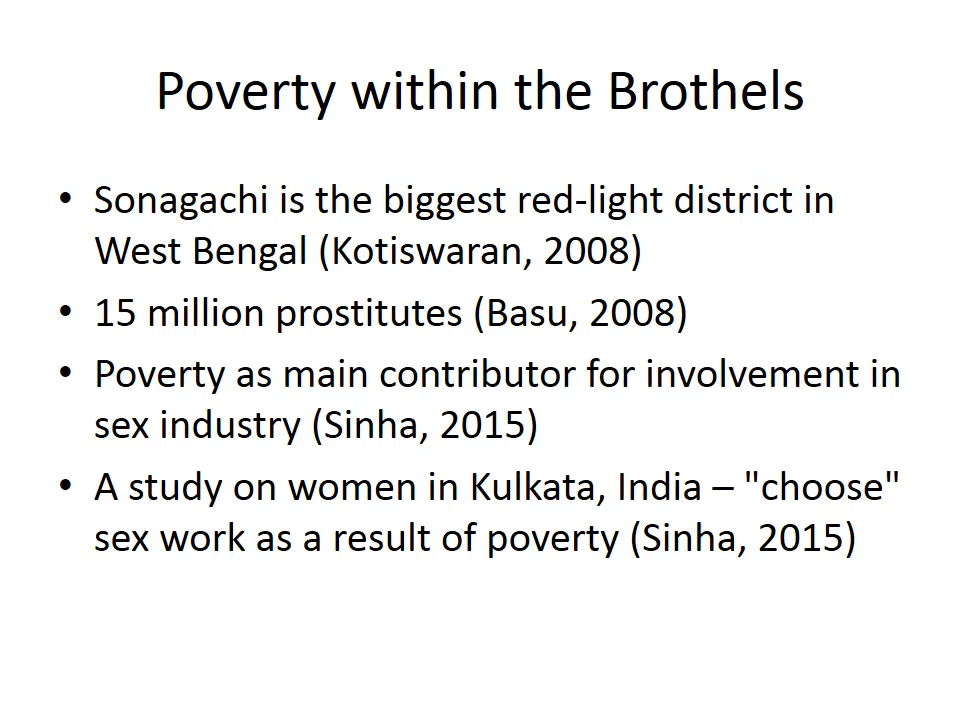 Poverty within the Brothels
• Sonagachi is the biggest red-light district in
West Bengal (Kotiswaran, 2008)
• 15 million prostitutes (Basu, 2008)
• Poverty as main contributor for involvement in
sex industry (Sinha, 2015)
• A study on women in Kulkata, India – "choose"
sex work as a result of poverty (Sinha, 2015)